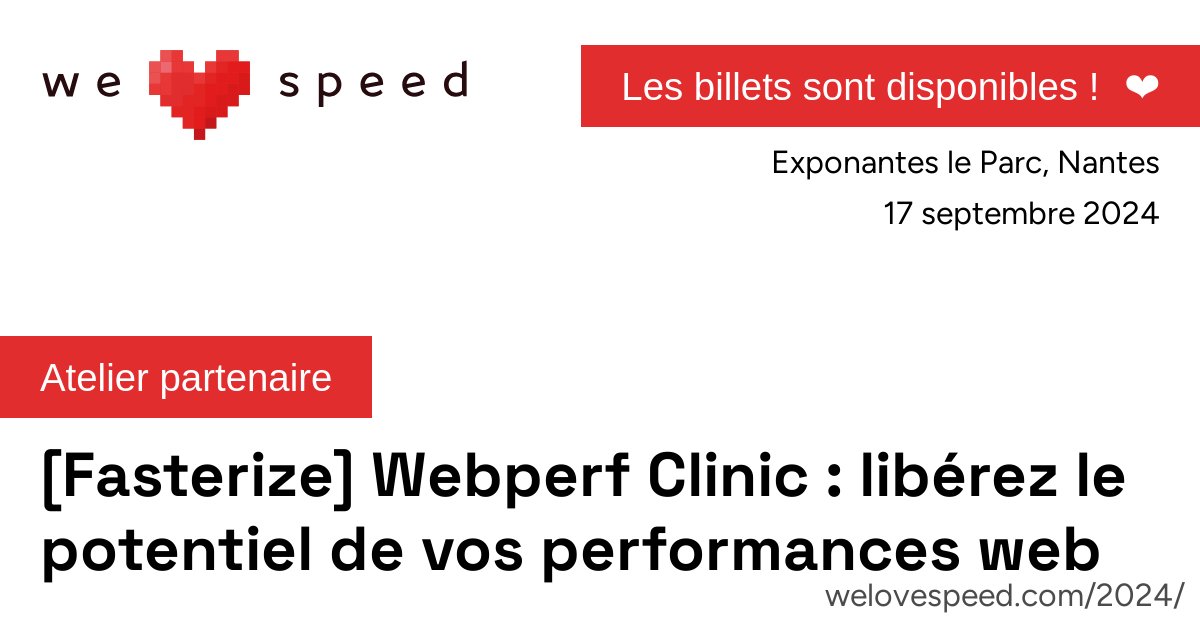 we ❤ speed
Les billets sont disponibles ! ❤
Exponantes le Parc, Nantes
17 septembre 2024
Atelier partenaire
[Fasterize] Webperf Clinic : libérez le
potentiel de vos performances web
welovespeed.com/2024/